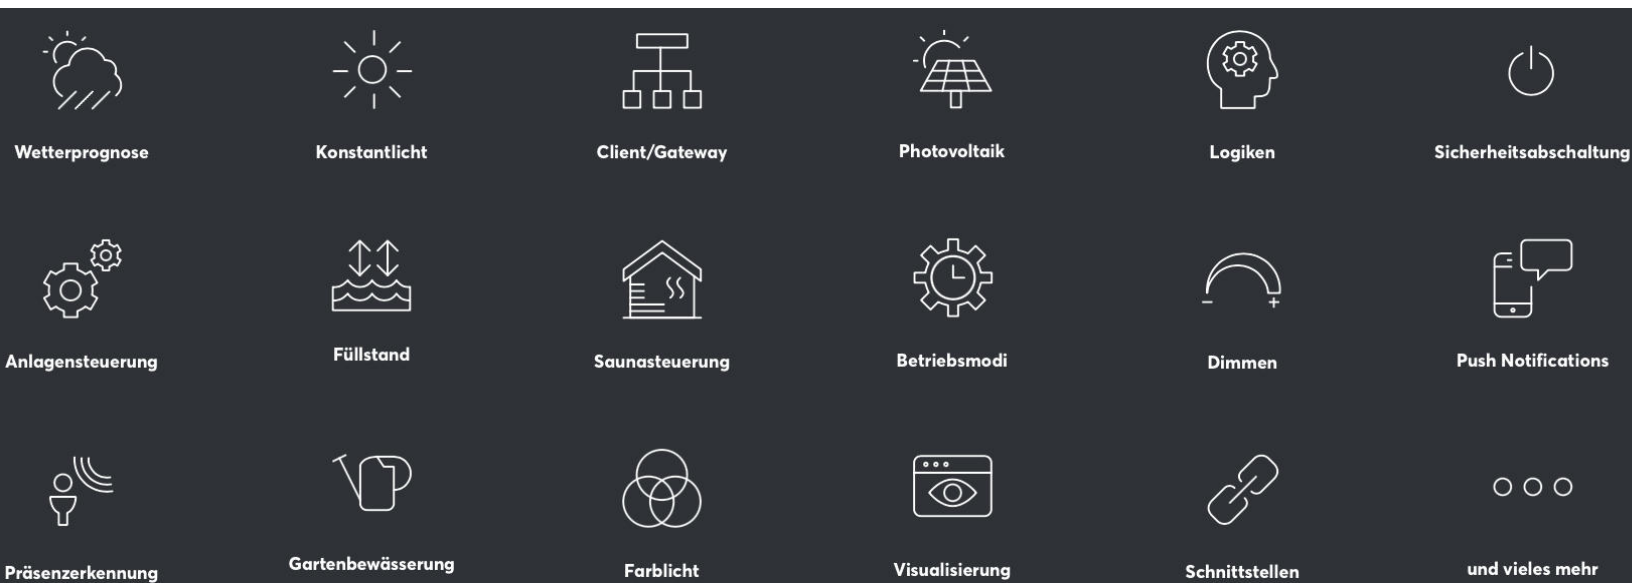 Wetterprognose
Konstantlicht
Client/Gateway
Photovoltaik
Logiken
Sicherheitsabschaltung
Anlagensteuerung
Füllstand
Saunasteuerung
Betriebsmodi
Dimmen
Push Notifications
Präsenzerkennung
Gartenbewässerung
Farblicht
Visualisierung
Schnittstellen
und vieles mehr